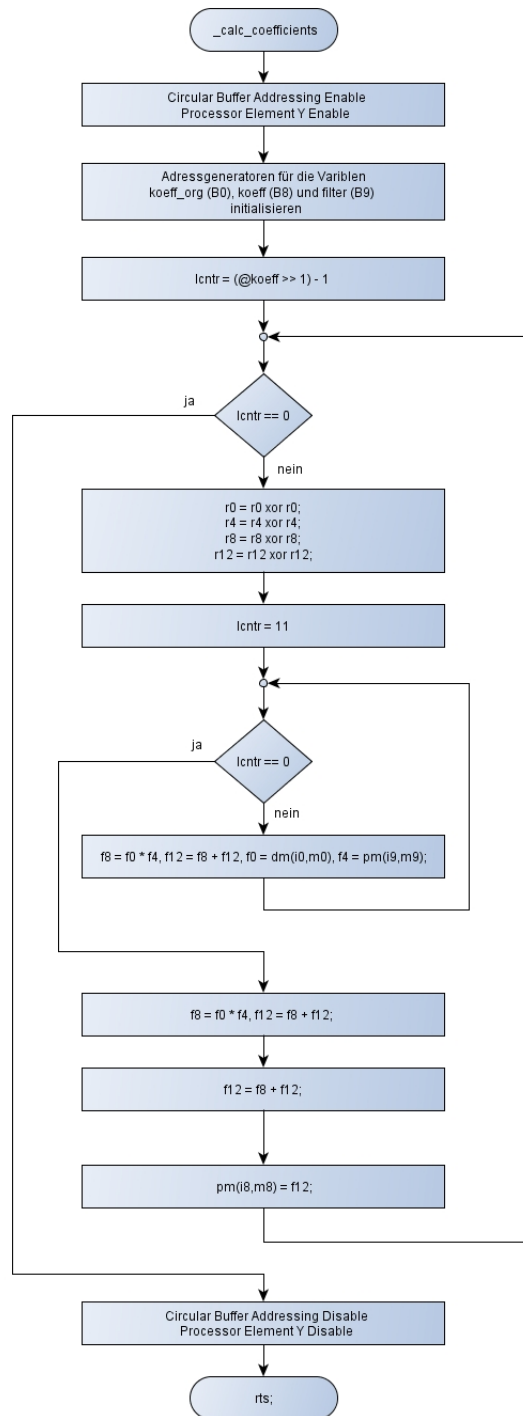 _calc_coefficients
Circular Buffer Addressing Enable
Processor Element Y Enable
Adressgeneratoren für die Variblen
koeff_org (B0), koeff (B8) und filter (B9)
initialisieren
lcntr = (@koeff >> 1) - 1
ja
lcntr == 0
nein
r0 = r0 xor r0;
r4 = r4 xor r4;
r8 = r8 xor r8;
r12 = r12 xor r12;
lcntr = 11
ja
lcntr == 0
nein
f8 = f0 * f4, f12 = f8 + f12, f0 = dm(i0,m0), f4 = pm(i9,m9);
f8 = f0 * f4, f12 = f8 + f12;
f12 = f8 + f12;
pm(i8,m8) = f12;
Circular Buffer Addressing Disable
Processor Element Y Disable
rts;